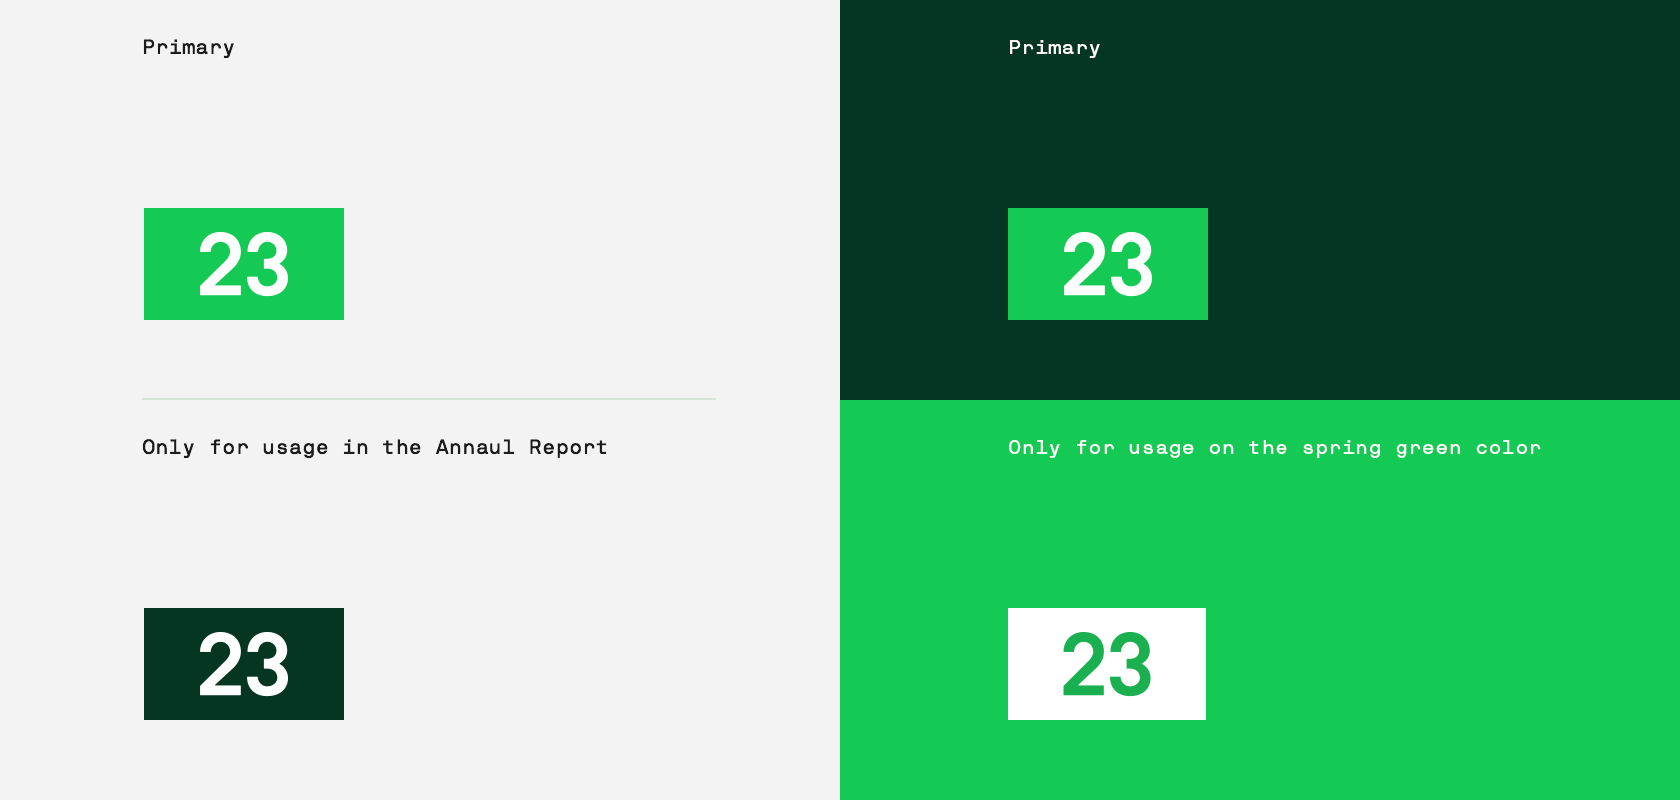 Primary
23
Only for usage in the Annaul Report
23
Primary
23
Only for usage on the spring green color
23